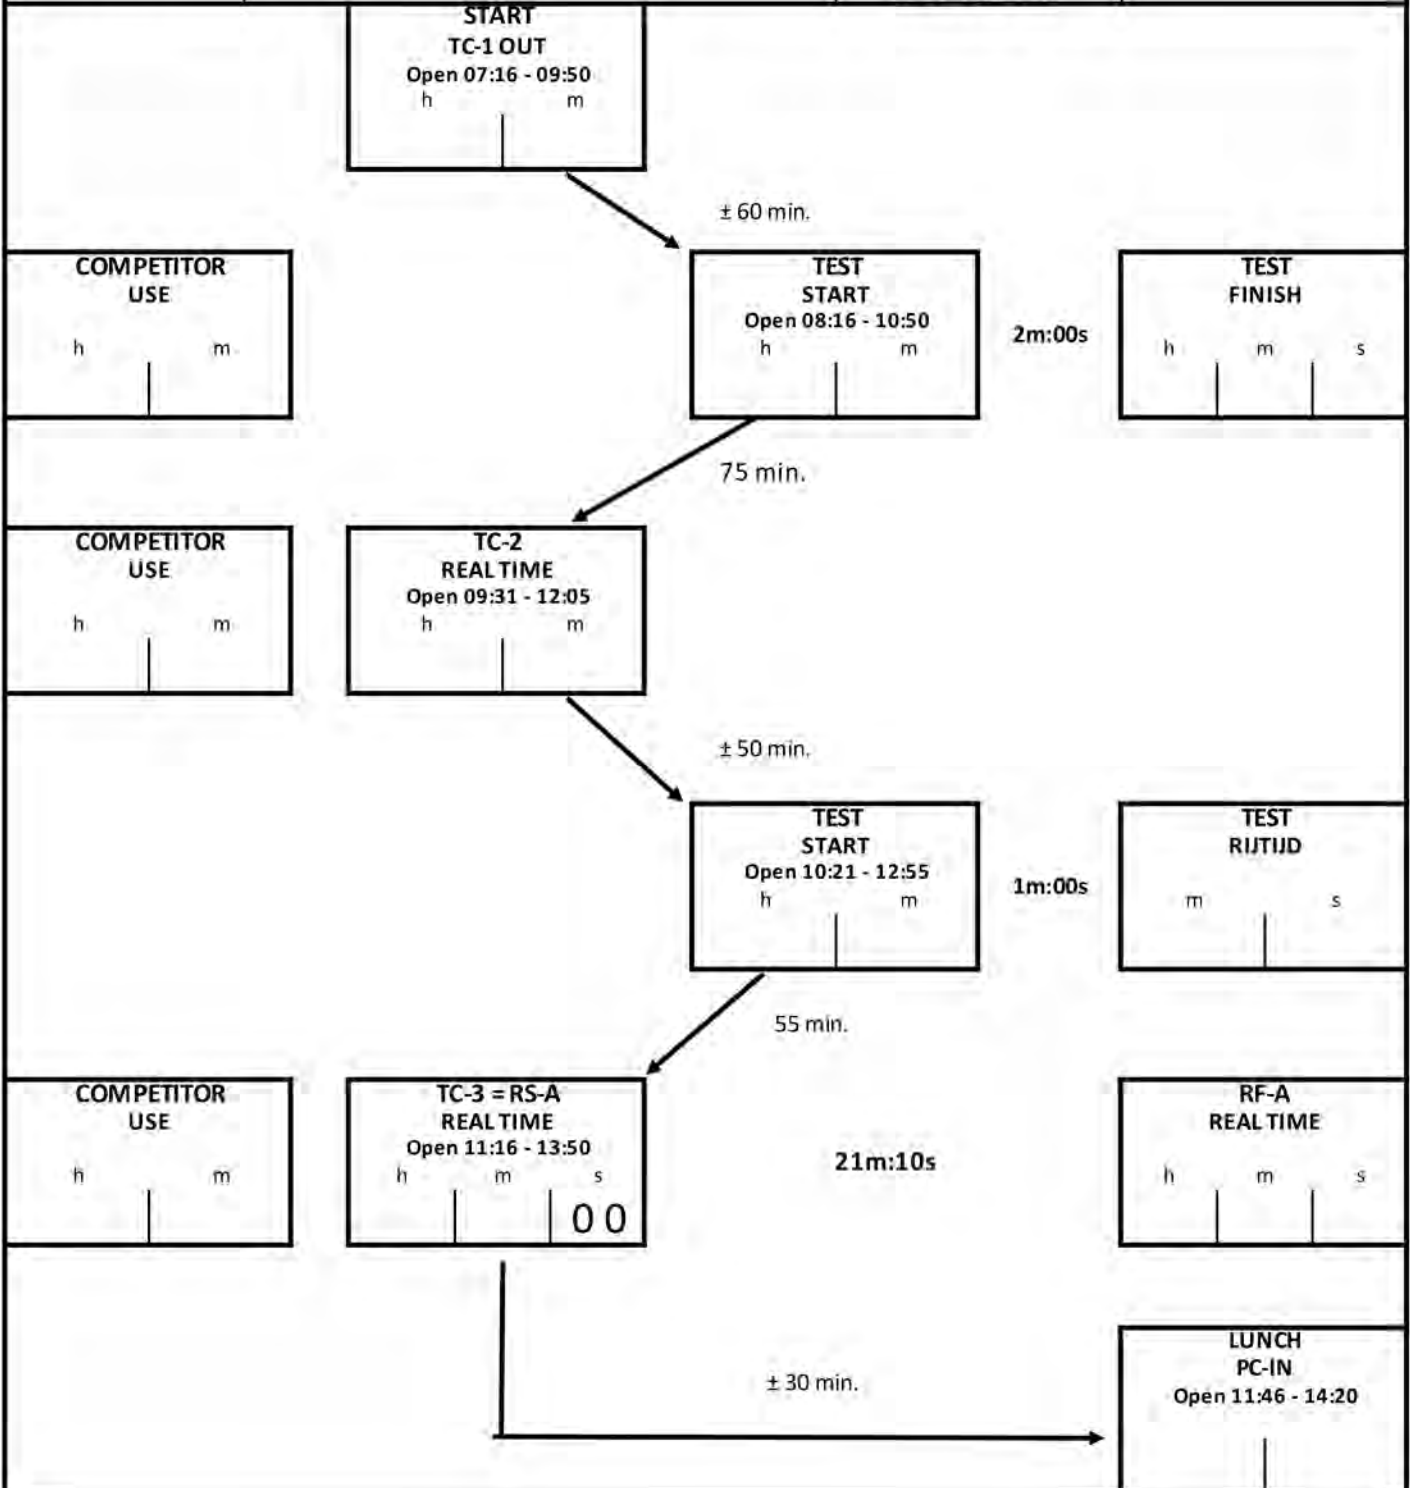 START
TC-1 OUT
Open 07:16 - 09:50
h m
± 60 min.
COMPETITOR
USE
h m
TEST
START
Open 08:16 - 10:50
h m
2m:00s
TEST
FINISH
h m s
75 min.
COMPETITOR
USE
h m
TC-2
REAL TIME
Open 09:31 - 12:05
h m
± 50 min.
TEST
START
Open 10:21 - 12:55
h m
1m:00s
TEST
RIJTIJD
m s
55 min.
COMPETITOR
USE
h m
TC-3 = RS-A
REAL TIME
Open 11:16 - 13:50
h m s
00
21m:10s
RF-A
REAL TIME
h m s
± 30 min.
LUNCH
PC-IN
Open 11:46 - 14:20